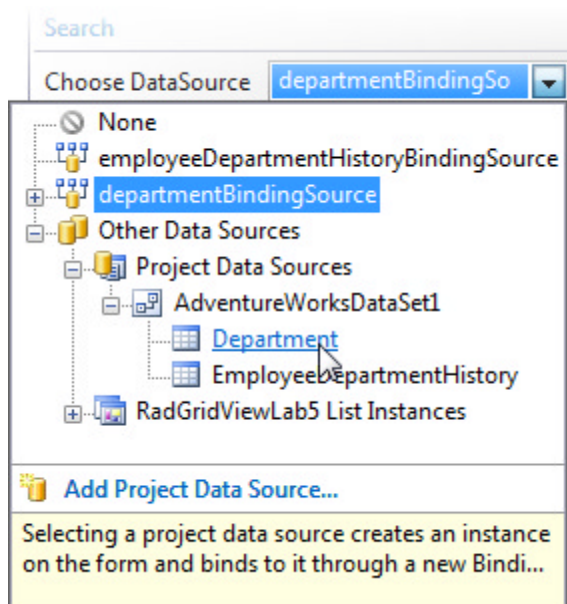 Search
Choose DataSource departmentBindingSo
None
employeeDepartmentHistoryBindingSource
departmentBindingSource
Other Data Sources
Project Data Sources
AdventureWorksDataSet1
Department
EmployeeDepartmentHistory
RadGridViewLab5 List Instances
Add Project Data Source...
Selecting a project data source creates an instance
on the form and binds to it through a new Bindi...